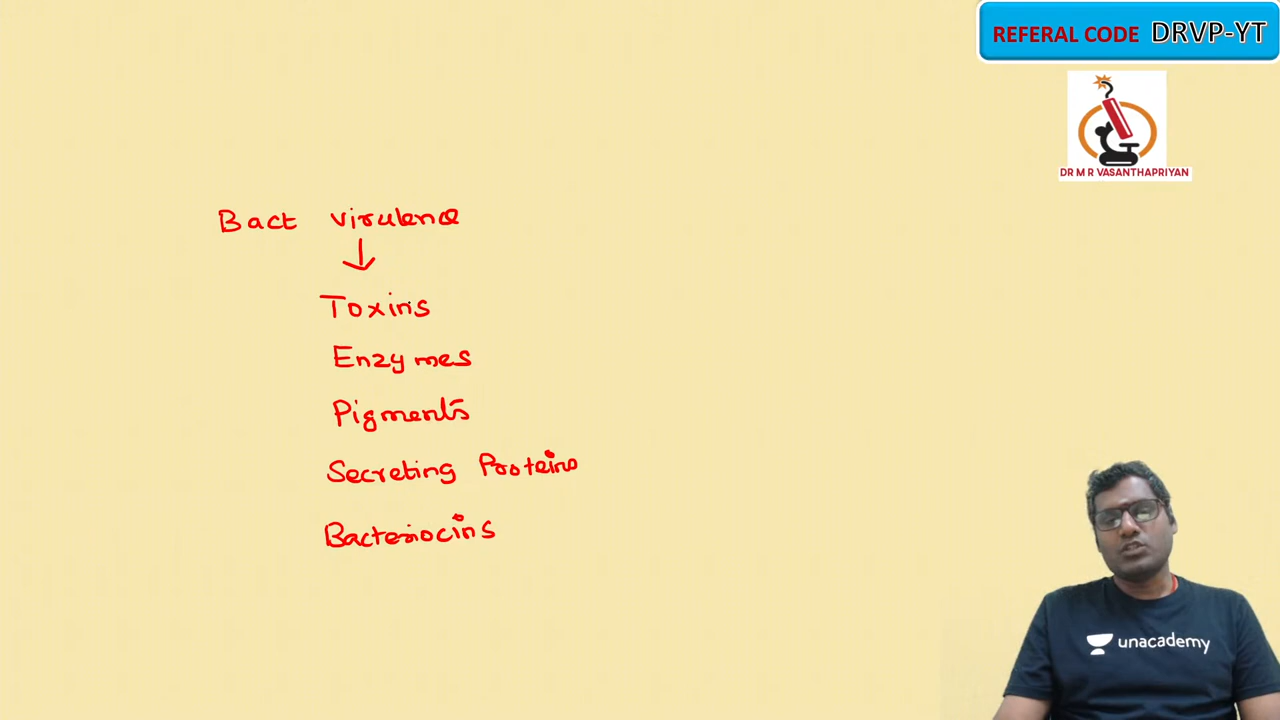 REFERAL CODE DRVP-YT
DR M R VASANTHAPRIYAN
Bact virulence
Toxins
Enzymes
Pigments
Secreting Proteins
Bacteriocins
unacademy